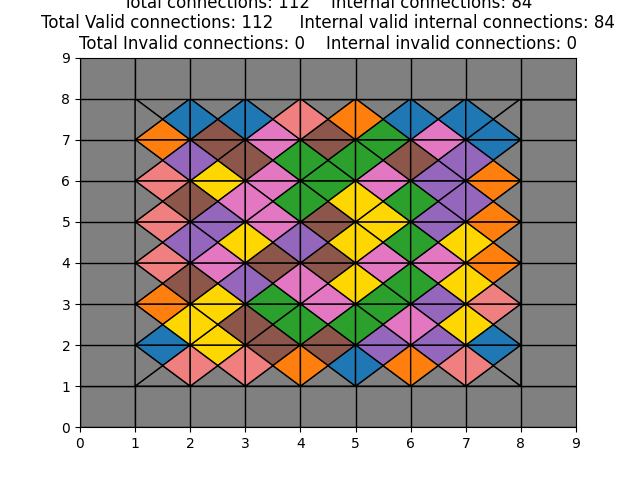 Total connections: 112    Internal connections: 84
Total Valid connections: 112    Internal valid internal connections: 84
Total Invalid connections: 0    Internal invalid connections: 0
9
8
7
6
5
4
3
2
1
0
0 1 2 3 4 5 6 7 8 9